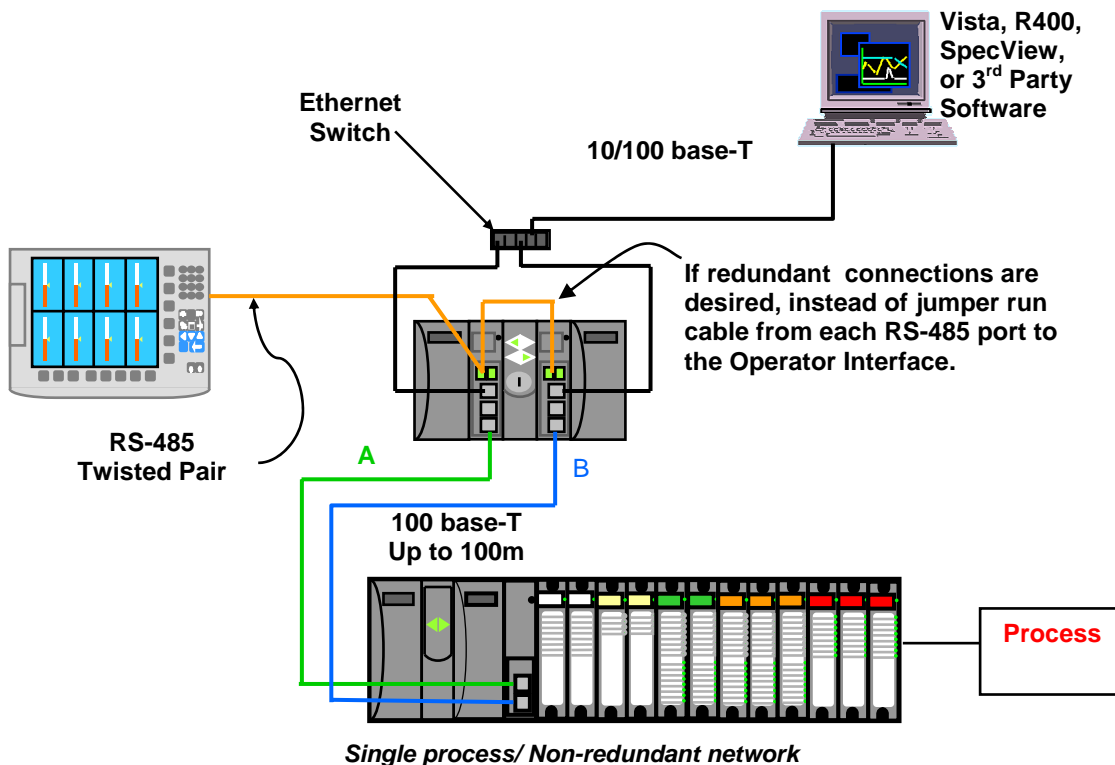 Vista, R400,
SpecView,
or 3rd Party
Software
Ethernet
Switch
10/100 base-T
If redundant connections are
desired, instead of jumper run
cable from each RS-485 port to
the Operator Interface.
RS-485
Twisted Pair
A
B
100 base-T
Up to 100m
Process
Single process/ Non-redundant network